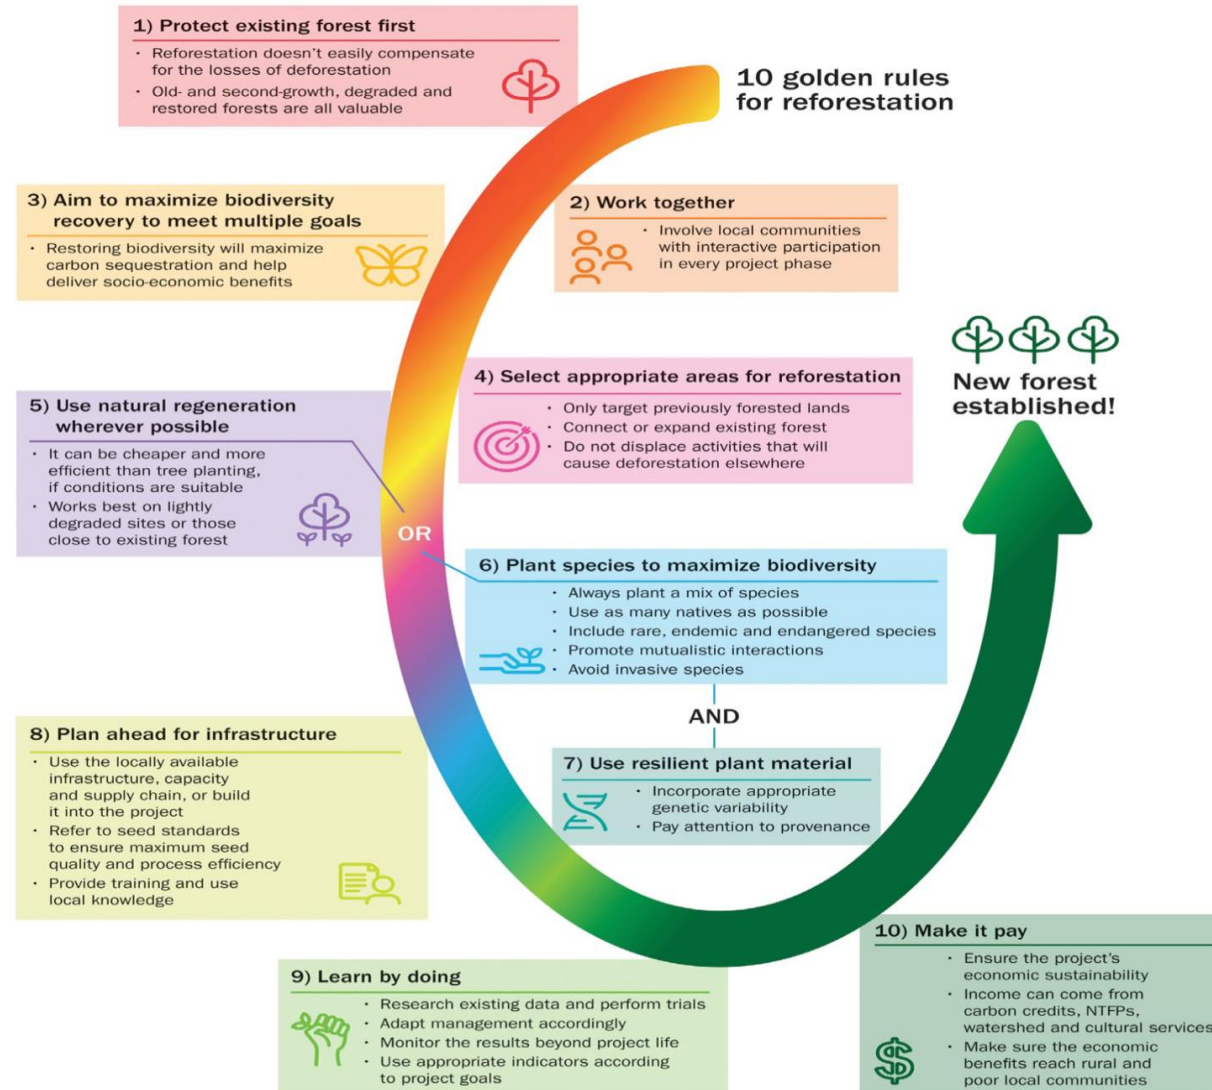 10 golden rules
for reforestation
1) Protect existing forest first
· Reforestation doesn't easily compensate
for the losses of deforestation
· Old- and second-growth, degraded and
restored forests are all valuable
2) Work together
· Involve local communities
with interactive participation
in every project phase
3) Aim to maximize biodiversity
recovery to meet multiple goals
· Restoring biodiversity will maximize
carbon sequestration and help
deliver socio-economic benefits
4) Select appropriate areas for reforestation
· Only target previously forested lands
· Connect or expand existing forest
· Do not displace activities that will
cause deforestation elsewhere
5) Use natural regeneration
wherever possible
· It can be cheaper and more
efficient than tree planting,
if conditions are suitable
· Works best on lightly
degraded sites or those
close to existing forest
OR
6) Plant species to maximize biodiversity
· Always plant a mix of species
· Use as many natives as possible
· Include rare, endemic and endangered species
· Promote mutualistic interactions
· Avoid invasive species
AND
7) Use resilient plant material
· Incorporate appropriate
genetic variability
· Pay attention to provenance
8) Plan ahead for infrastructure
· Use the locally available
infrastructure, capacity
and supply chain, or build
it into the project
· Refer to seed standards
to ensure maximum seed
quality and process efficiency
· Provide training and use
local knowledge
9) Learn by doing
· Research existing data and perform trials
· Adapt management accordingly
· Monitor the results beyond project life
· Use appropriate indicators according
to project goals
10) Make it pay
· Ensure the project's
economic sustainability
· Income can come from
carbon credits, NTFPs,
watershed and cultural services
· Make sure the economic
benefits reach rural and
poor local communities
$
New forest
established!